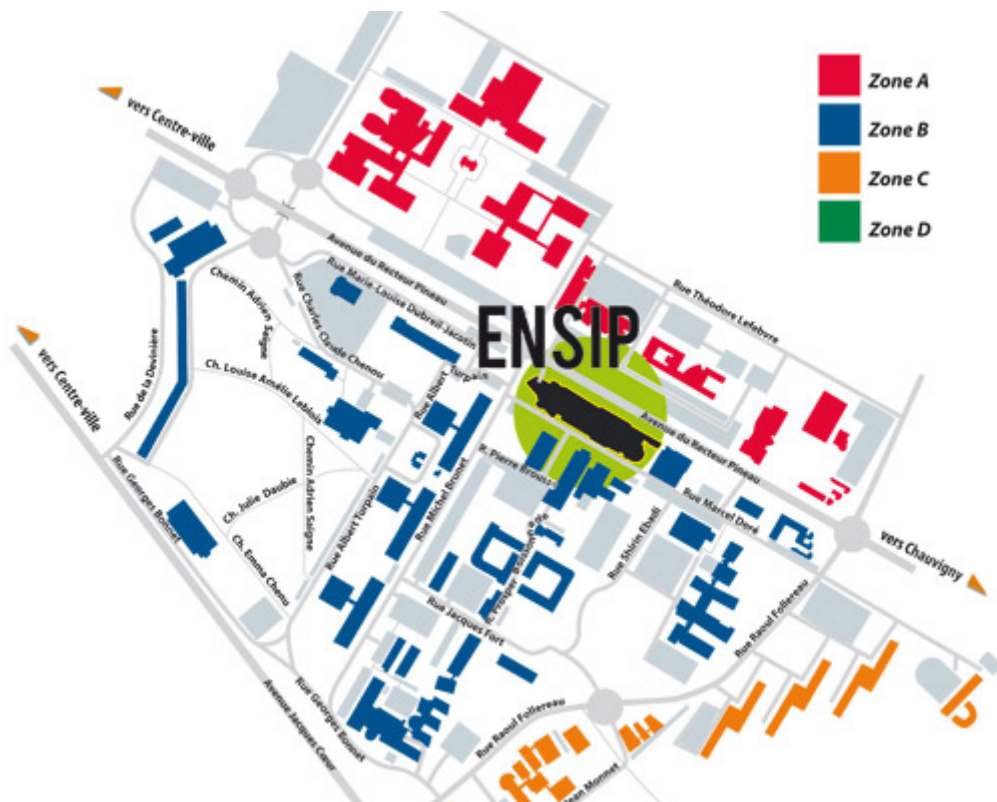 Zone A
Zone B
Zone C
Zone D
vers Centre-ville
Avenue du Recteur Pineau
Rue Marie-Louise Dubreil-Jacotin
Rue Théodore Lefebvre
Chemin Adrien Saigne
Rue Charles-Claude Chenou
ENSIP
vers Centre-ville
Rue de la Devinière
Ch. Louise Amélie Leblois
Rue Albert Turpain
Avenue du Recteur Pineau
R. Pierre Brousse
Rue Marcel Doré
Rue Georges Bonnet
Ch. Julie Daubie
Chemin Adrien Saigne
Rue Albert Turpain
Rue Michel Brunet
Rue Shirin Ebadi
vers Chauvigny
Ch. Emma Chenu
Rue Jacques Fort
Rue Raoul Follereau
Rue Georges Bonnet
Avenue Jacques Cœur
Rue Raoul Follereau
Jean Monnet